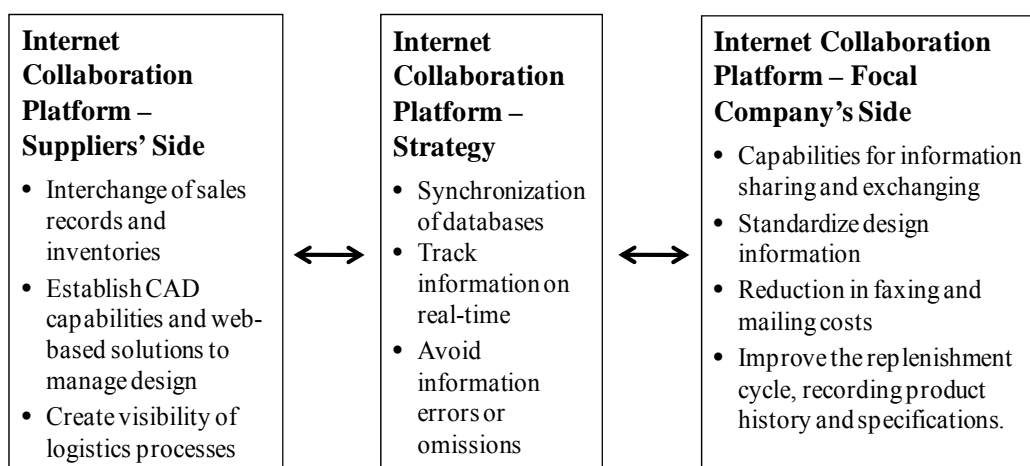 Internet
Collaboration
Platform –
Suppliers' Side
• Interchange of sales
records and
inventories
• Establish CAD
capabilities and web-
based solutions to
manage design
• Create visibility of
logistics processes
Internet
Collaboration
Platform –
Strategy
• Synchronization
of databases
• Track
information on
real-time
• Avoid
information
errors or
omissions
Internet Collaboration
Platform – Focal
Company's Side
• Capabilities for information
sharing and exchanging
• Standardize design
information
• Reduction in faxing and
mailing costs
• Improve the replenishment
cycle, recording product
history and specifications.